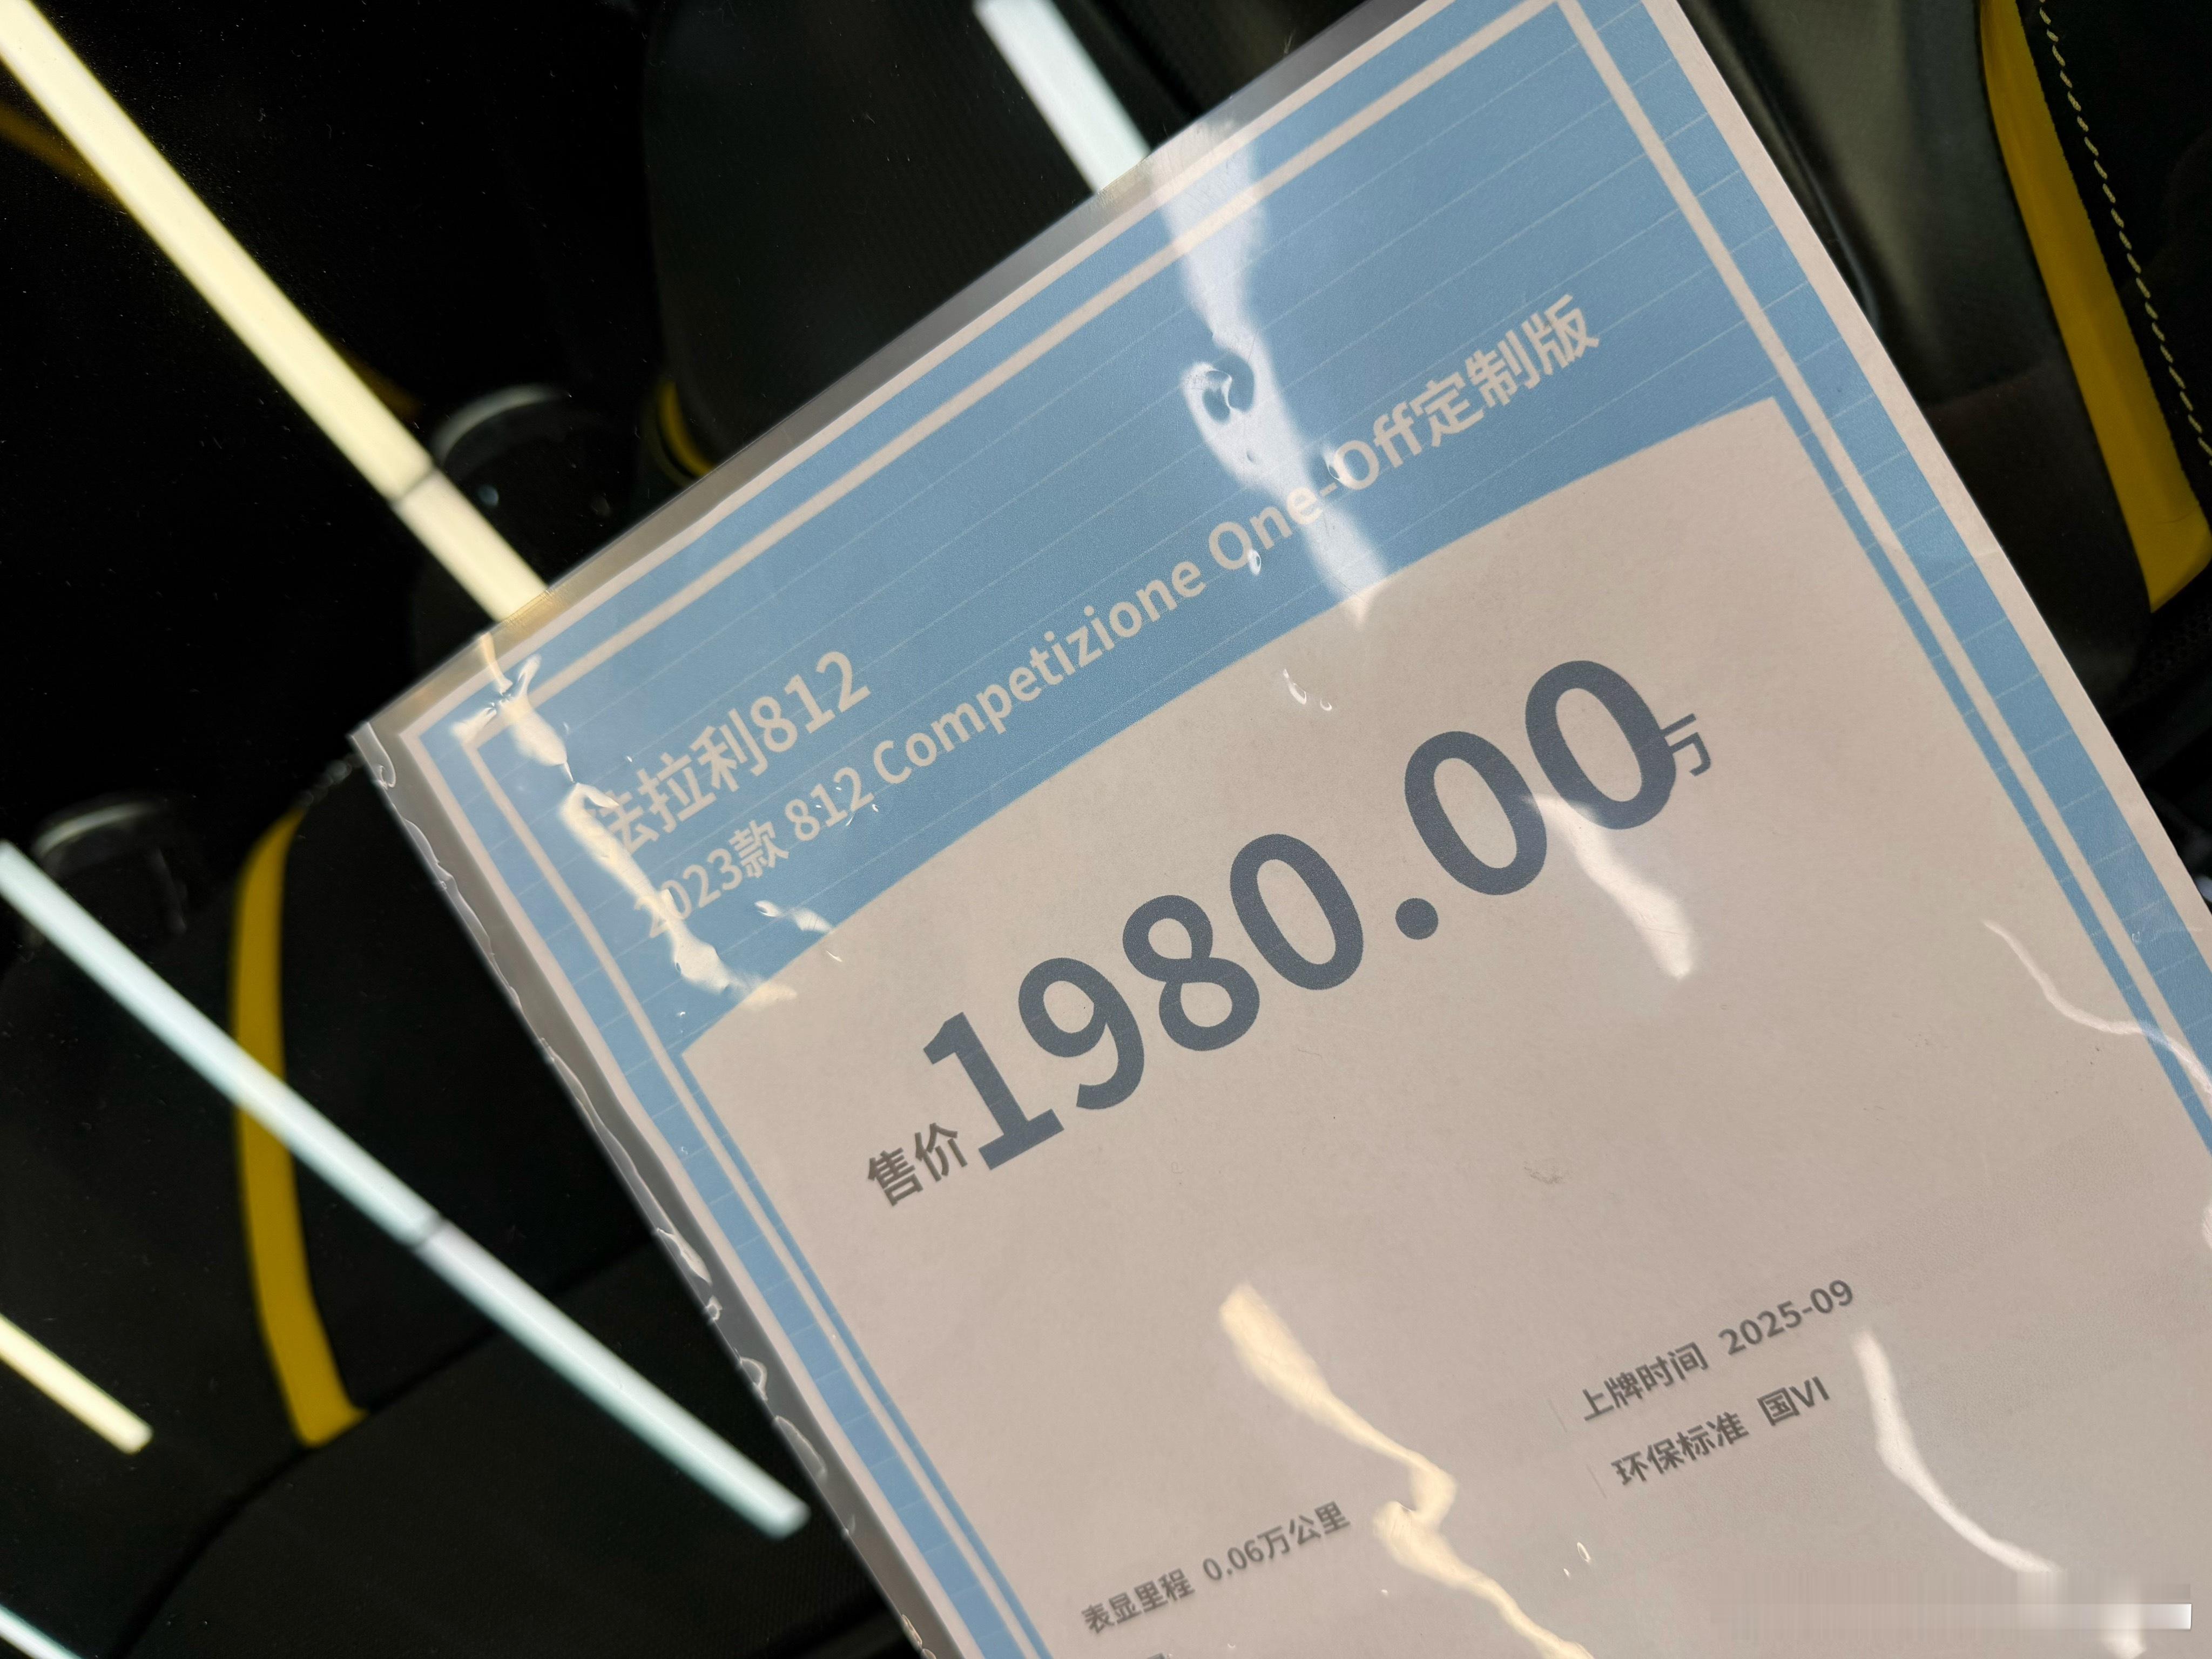 法拉利812
2023款 812 Competizione One-Off定制版
售价 1980.00万
上牌时间 2025-09
环保标准 国VI
表显里程 0.06万公里